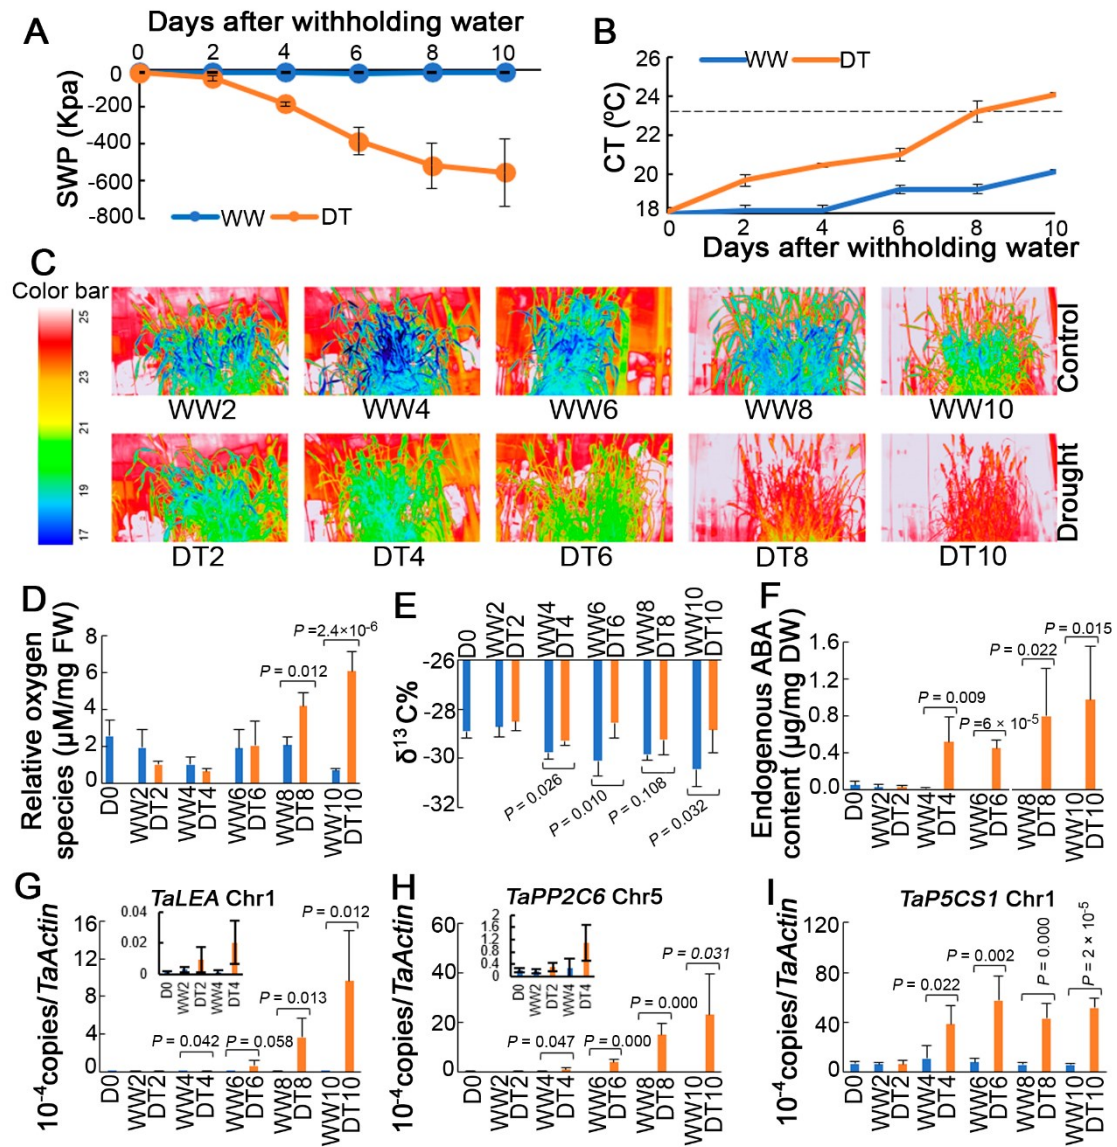 A
Days after withholding water
0 2 4 6 8 10
0
-200
-400
-600
-800
SWP (Kpa)
WW DT
B
WW DT
26
24
22
20
18
CT (ºC)
0 2 4 6 8 10
Days after withholding water
C
Color bar
25
23
21
19
17
Control
WW2 WW4 WW6 WW8 WW10
Drought
DT2 DT4 DT6 DT8 DT10
D
Relative oxygen
species (μM/mg FW)
8
6
4
2
0
P = 0.012
P =2.4×10-6
D0 WW2 DT2 WW4 DT4 WW6 DT6 WW8 DT8 WW10 DT10
E
D0 WW2 DT2 WW4 DT4 WW6 DT6 WW8 DT8 WW10 DT10
-26
-28
-30
-32
δ13 C%
P = 0.026
P = 0.010
P = 0.108
P = 0.032
F
Endogenous ABA
content (μg/mg DW)
1.6
1.2
0.8
0.4
0
P = 0.009
P =6 × 10-5
P = 0.022
P = 0.015
D0 WW2 DT2 WW4 DT4 WW6 DT6 WW8 DT8 WW10 DT10
G
TaLEA Chr1
10-4copies/TaActin
16
12
8
4
0
0.04
0.02
0
D0 WW2 DT2 WW4 DT4
P = 0.042
P = 0.058
P = 0.013
P = 0.012
D0 WW2 DT2 WW4 DT4 WW6 DT6 WW8 DT8 WW10 DT10
H
TaPP2C6 Chr5
10-4copies/TaActin
60
40
20
0
2
1.6
1.2
0.8
0.4
0
D0 WW2 DT2 WW4 DT4
P = 0.047
P = 0.000
P = 0.000
P = 0.031
D0 WW2 DT2 WW4 DT4 WW6 DT6 WW8 DT8 WW10 DT10
I
TaP5CS1 Chr1
10-4copies/TaActin
120
80
40
0
P = 0.022
P = 0.002
P = 0.000
P = 2 × 10-5
D0 WW2 DT2 WW4 DT4 WW6 DT6 WW8 DT8 WW10 DT10